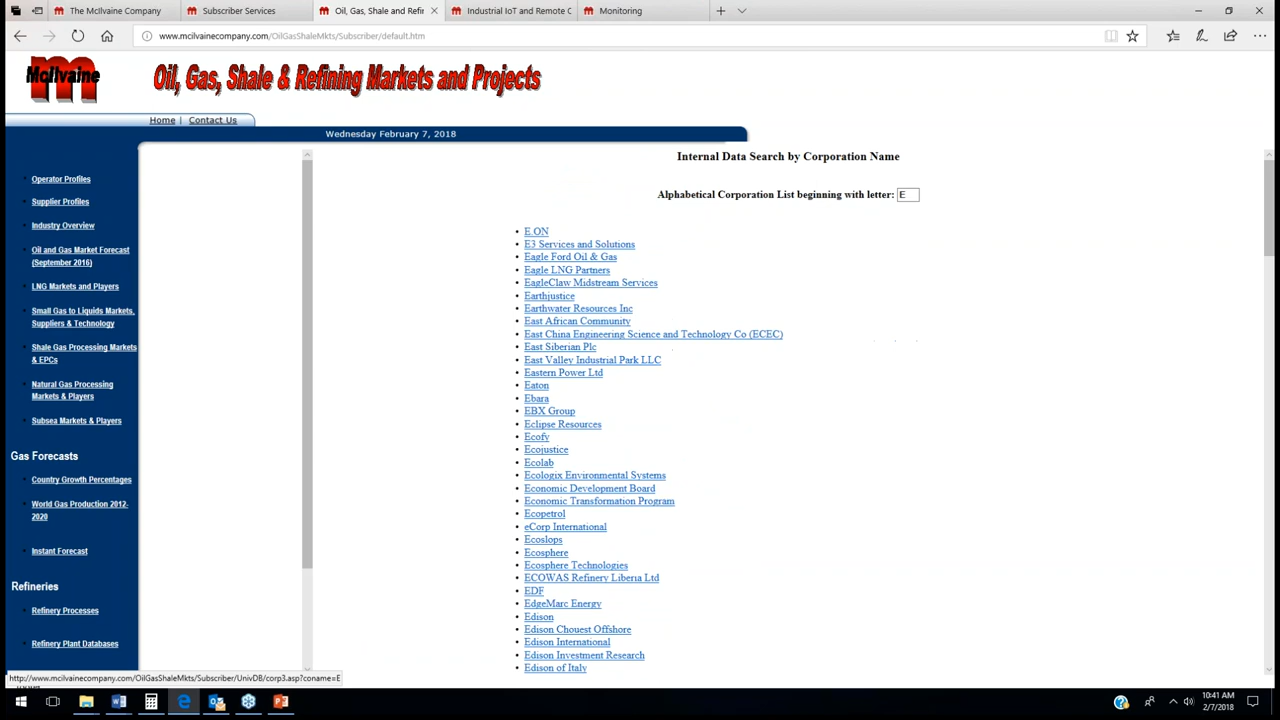 The McIlvaine Company
Subscriber Services
Oil, Gas, Shale and Refir
Industrial IoT and Remote C
Monitoring
www.mcilvainecompany.com/OilGasShaleMkts/Subscriber/default.htm
McIlvaine
Oil, Gas, Shale & Refining Markets and Projects
Home | Contact Us
Wednesday February 7, 2018
Internal Data Search by Corporation Name
Alphabetical Corporation List beginning with letter: E
Operator Profiles
Supplier Profiles
Industry Overview
Oil and Gas Market Forecast
(September 2016)
LNG Markets and Players
Small Gas to Liquids Markets,
Suppliers & Technology
Shale Gas Processing Markets
& EPCs
Natural Gas Processing
Markets & Players
Subsea Markets & Players
Gas Forecasts
Country Growth Percentages
World Gas Production 2012-
2020
Instant Forecast
Refineries
Refinery Processes
Refinery Plant Databases
E.ON
E3 Services and Solutions
Eagle Ford Oil & Gas
Eagle LNG Partners
EagleClaw Midstream Services
Earthjustice
Earthwater Resources Inc
East African Community
East China Engineering Science and Technology Co (ECEC)
East Siberian Plc
East Valley Industrial Park LLC
Eastern Power Ltd
Eaton
Ebara
EBX Group
Eclipse Resources
Ecofy
Ecojustice
Ecolab
Ecologix Environmental Systems
Economic Development Board
Economic Transformation Program
Ecopetrol
eCorp International
Ecoslops
Ecosphere
Ecosphere Technologies
ECOWAS Refinery Liberia Ltd
EDF
EdgeMarc Energy
Edison
Edison Chouest Offshore
Edison International
Edison Investment Research
Edison of Italy
http://www.mcilvainecompany.com/OilGasShaleMkts/Subscriber/UnivDB/corp3.asp?coname=E
10:41 AM
2/7/2018